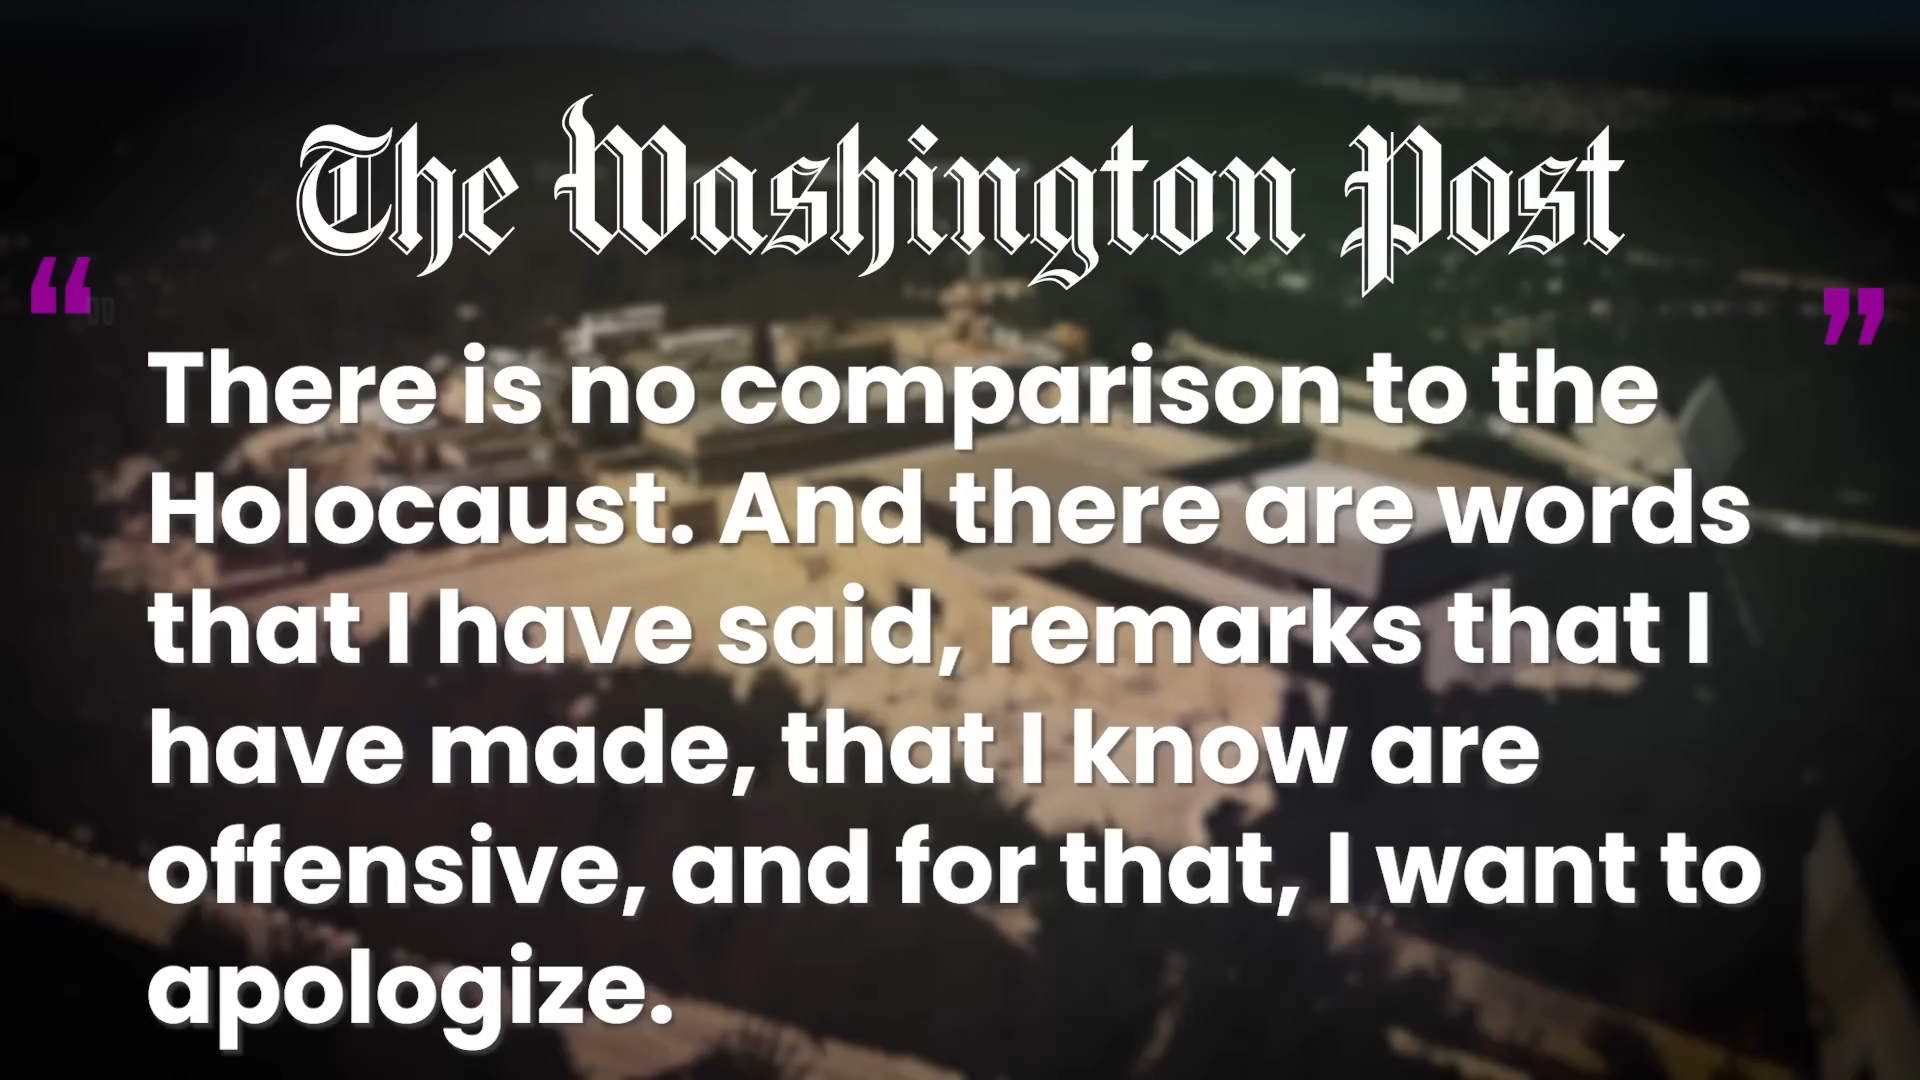 The Washington Post
“ ”
There is no comparison to the
Holocaust. And there are words
that I have said, remarks that I
have made, that I know are
offensive, and for that, I want to
apologize.